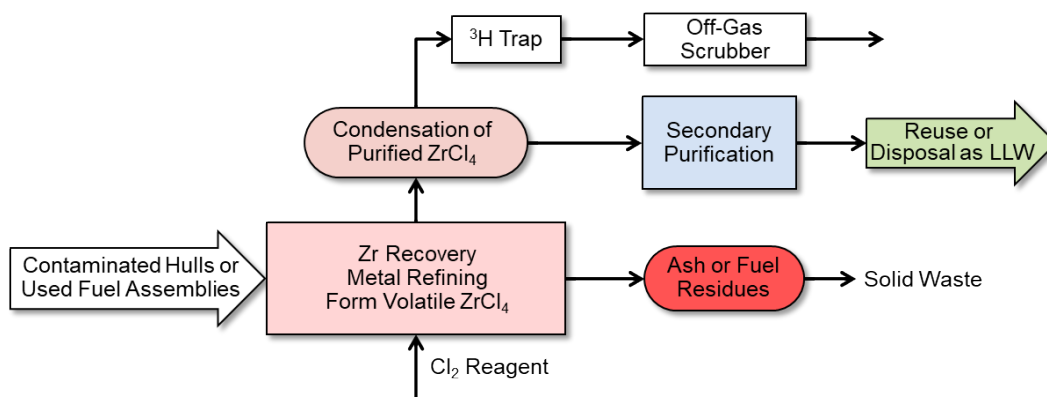 ³H Trap
Off-Gas
Scrubber
Condensation of
Purified ZrCl₄
Secondary
Purification
Reuse or
Disposal as LLW
Contaminated Hulls or
Used Fuel Assemblies
Zr Recovery
Metal Refining
Form Volatile ZrCl₄
Ash or Fuel
Residues
Solid Waste
Cl₂ Reagent